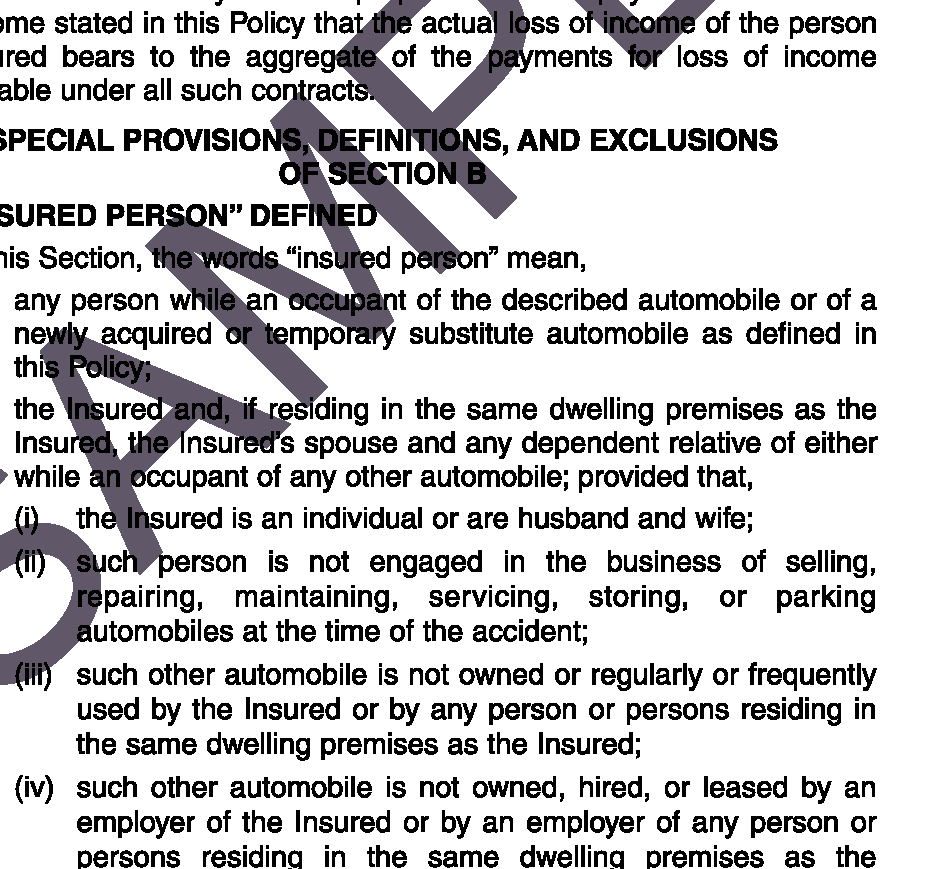 ome stated in this Policy that the actual loss of income of the person
ured bears to the aggregate of the payments for loss of income
able under all such contracts.
SPECIAL PROVISIONS, DEFINITIONS, AND EXCLUSIONS
OF SECTION B
SURED PERSON” DEFINED
his Section, the words “insured person” mean,
any person while an occupant of the described automobile or of a
newly acquired or temporary substitute automobile as defined in
this Policy;
the Insured and, if residing in the same dwelling premises as the
Insured, the Insured's spouse and any dependent relative of either
while an occupant of any other automobile; provided that,
(i) the Insured is an individual or are husband and wife;
(ii) such person is not engaged in the business of selling,
repairing, maintaining, servicing, storing, or parking
automobiles at the time of the accident;
(iii) such other automobile is not owned or regularly or frequently
used by the Insured or by any person or persons residing in
the same dwelling premises as the Insured;
(iv) such other automobile is not owned, hired, or leased by an
employer of the Insured or by an employer of any person or
persons residing in the same dwelling premises as the